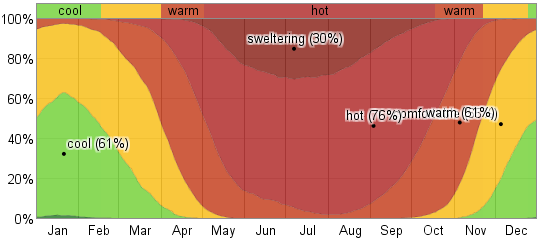 cool warm hot warm
100%
sweltering (30%)
80%
60%
hot (76%) omf warm (61%))
40%
cool (61%)
20%
0%
Jan Feb Mar Apr May Jun Jul Aug Sep Oct Nov Dec